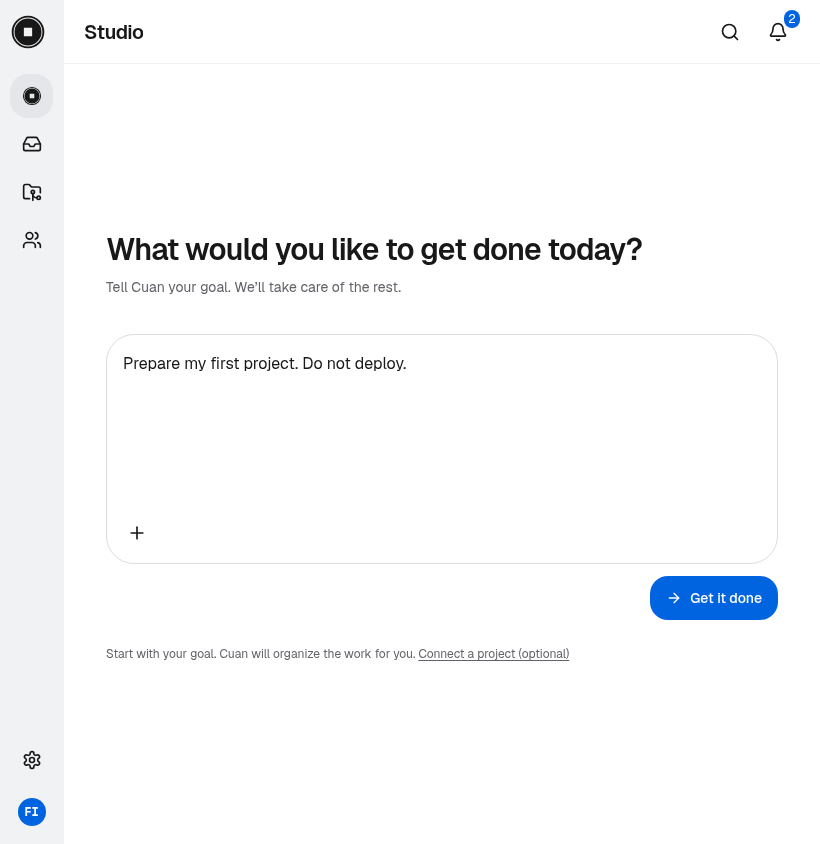 Studio
2
What would you like to get done today?
Tell Cuan your goal. We’ll take care of the rest.
Prepare my first project. Do not deploy.
Get it done
Start with your goal. Cuan will organize the work for you. Connect a project (optional)
FI